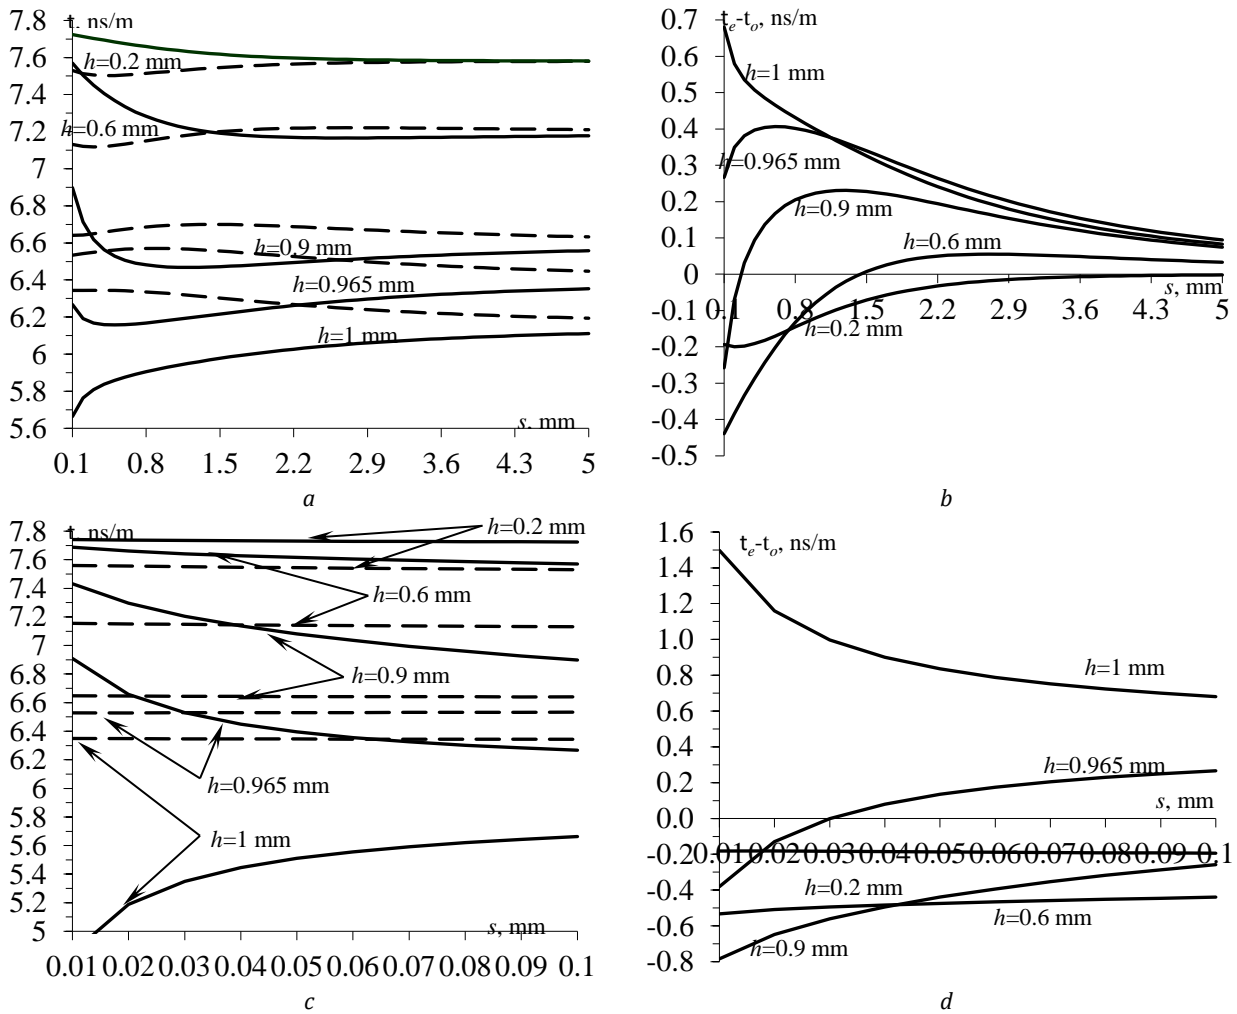 7.8
7.6
7.4
7.2
7
6.8
6.6
6.4
6.2
6
5.8
5.6
t, ns/m
h=0.2 mm
h=0.6 mm
h=0.9 mm
h=0.965 mm
h=1 mm
s, mm
0.1 0.8 1.5 2.2 2.9 3.6 4.3 5
a
0.7
0.6
0.5
0.4
0.3
0.2
0.1
0
-0.1
-0.2
-0.3
-0.4
-0.5
te-to, ns/m
h=1 mm
h=0.965 mm
h=0.9 mm
h=0.6 mm
h=0.2 mm
s, mm
0.1 0.8 1.5 2.2 2.9 3.6 4.3 5
b
7.8
7.6
7.4
7.2
7
6.8
6.6
6.4
6.2
6
5.8
5.6
5.4
5.2
5
t, ns/m
h=0.2 mm
h=0.6 mm
h=0.9 mm
h=0.965 mm
h=1 mm
s, mm
0.01 0.02 0.03 0.04 0.05 0.06 0.07 0.08 0.09 0.1
c
1.6
1.4
1.2
1.0
0.8
0.6
0.4
0.2
0.0
-0.2
-0.4
-0.6
-0.8
te-to, ns/m
h=1 mm
h=0.965 mm
s, mm
0.01 0.02 0.03 0.04 0.05 0.06 0.07 0.08 0.09 0.1
h=0.2 mm
h=0.6 mm
h=0.9 mm
d